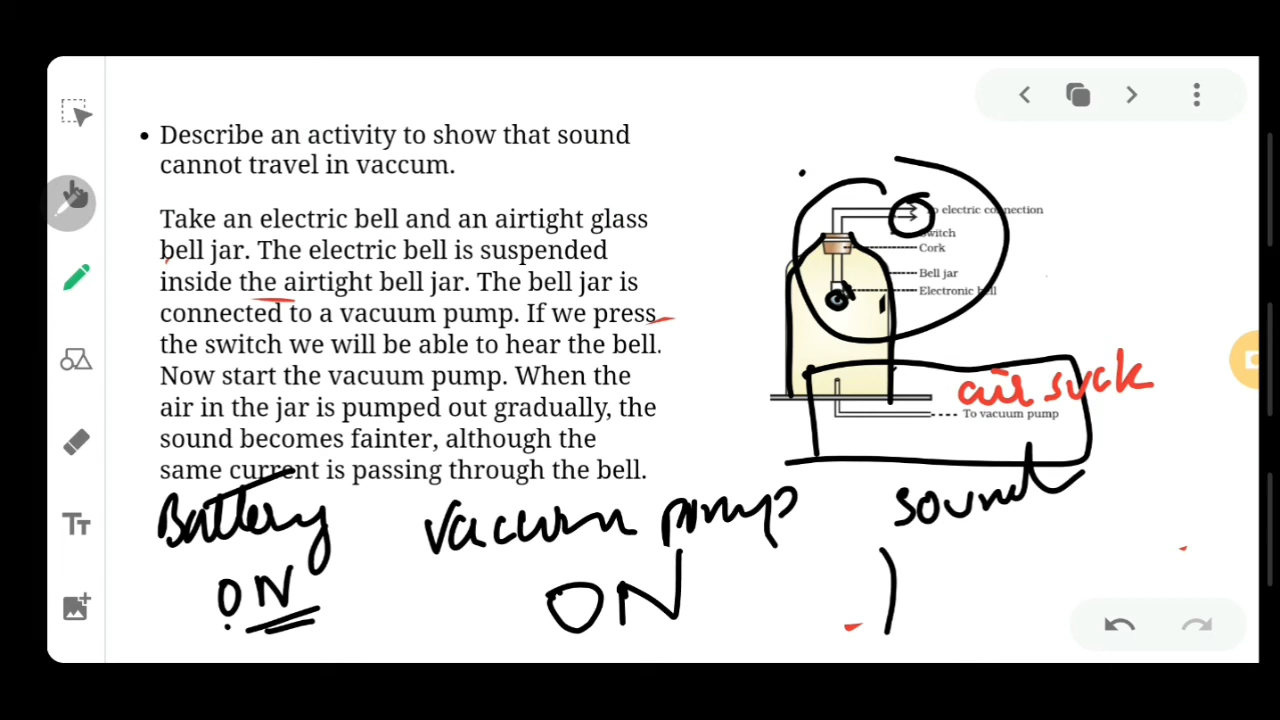 • Describe an activity to show that sound
cannot travel in vaccum.
Take an electric bell and an airtight glass
bell jar. The electric bell is suspended
inside the airtight bell jar. The bell jar is
connected to a vacuum pump. If we press
the switch we will be able to hear the bell.
Now start the vacuum pump. When the
air in the jar is pumped out gradually, the
sound becomes fainter, although the
same current is passing through the bell.
To electric connection
Switch
Cork
Bell jar
Electronic bell
air suck
To vacuum pump
Battery vacuum pump sound
ON ON
Tт